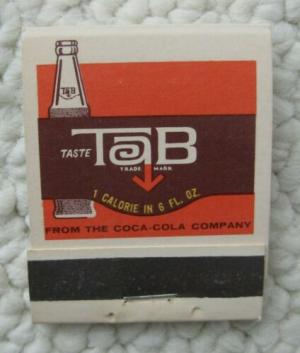 TaB
TASTE TaB
TRADE MARK
1 CALORIE IN 6 FL. OZ.
FROM THE COCA-COLA COMPANY